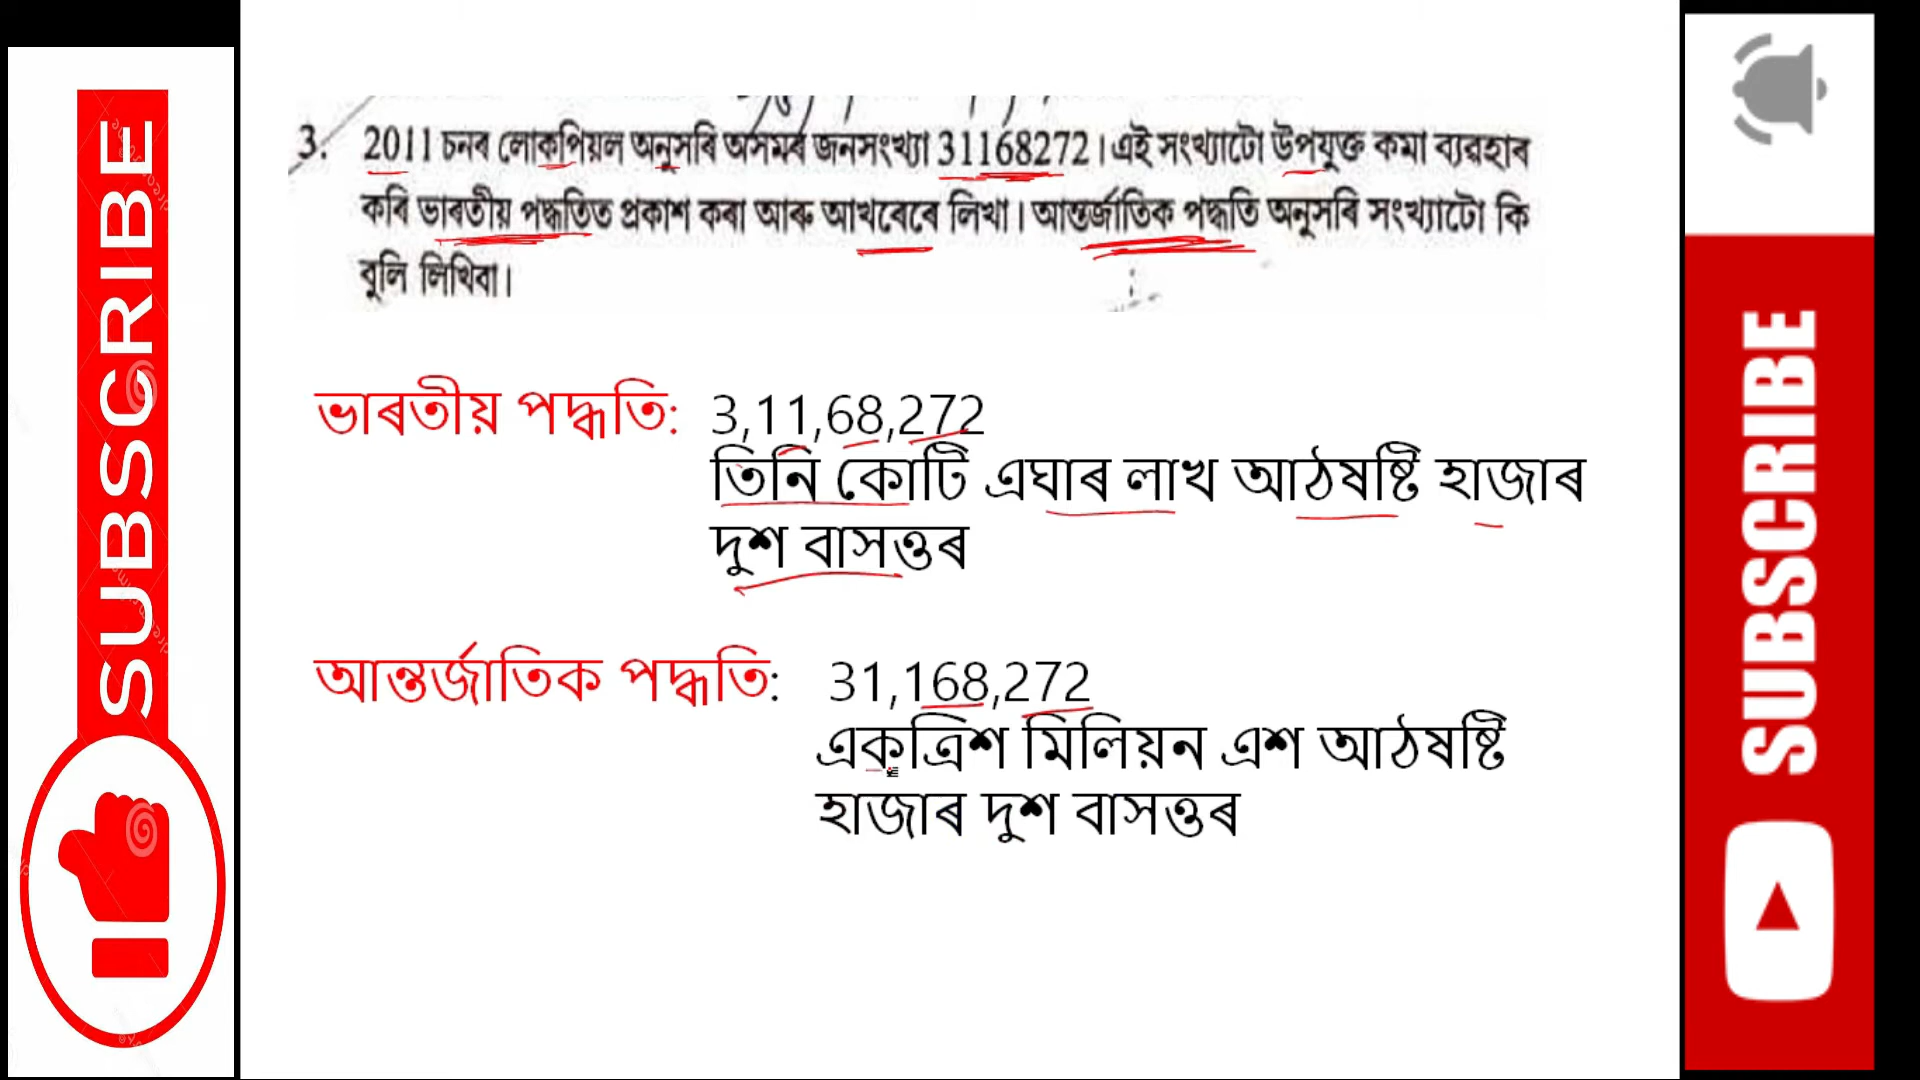 SUBSCRIBE
3. 2011 চনৰ লোকপিয়ল অনুসৰি অসমৰ জনসংখ্যা 31168272। এই সংখ্যাটো উপযুক্ত কমা ব্যৱহাৰ
কৰি ভাৰতীয় পদ্ধতিত প্ৰকাশ কৰা আৰু আখৰেৰে লিখা। আন্তৰ্জাতিক পদ্ধতি অনুসৰি সংখ্যাটো কি
বুলি লিখিবা।
ভাৰতীয় পদ্ধতি: 3,11,68,272
তিনি কোটি এঘাৰ লাখ আঠষষ্টি হাজাৰ
দুশ বাসত্তৰ
আন্তৰ্জাতিক পদ্ধতি: 31,168,272
একত্ৰিশ মিলিয়ন এশ আঠষষ্টি
হাজাৰ দুশ বাসত্তৰ
SUBSCRIBE